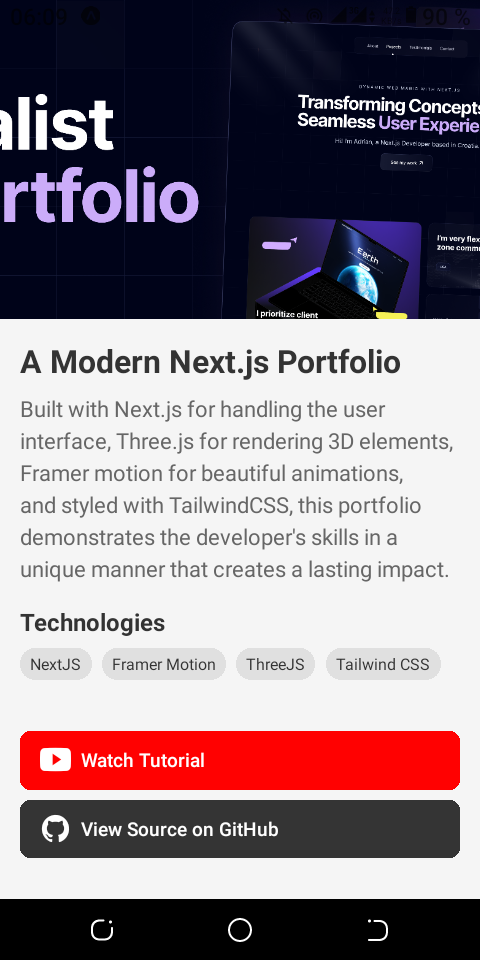 06:09
90 %
About Projects Testimonials Contact
DYNAMIC WEB MAGIC WITH NEXT.JS
Transforming Concepts
Seamless User Experie
Hi! I'm Adrian, a Next.js Developer based in Croatia.
See my work
alist
rtfolio
Earth
I'm very flex
zone comm
I prioritize client
A Modern Next.js Portfolio
Built with Next.js for handling the user
interface, Three.js for rendering 3D elements,
Framer motion for beautiful animations,
and styled with TailwindCSS, this portfolio
demonstrates the developer's skills in a
unique manner that creates a lasting impact.
Technologies
NextJS Framer Motion ThreeJS Tailwind CSS
Watch Tutorial
View Source on GitHub